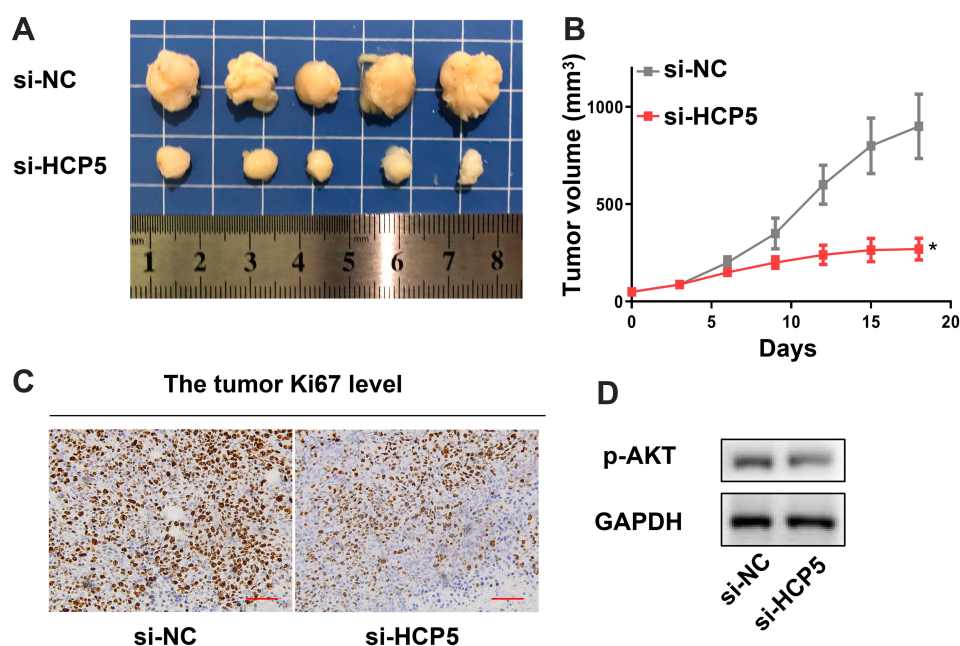 A
si-NC
si-HCP5
mm
mm
1 2 3 4 5 6 7 8
B
si-NC
si-HCP5
Tumor volume (mm³)
1000
500
0
*
0 5 10 15 20
Days
C
The tumor Ki67 level
si-NC si-HCP5
D
p-AKT
GAPDH
si-NC si-HCP5